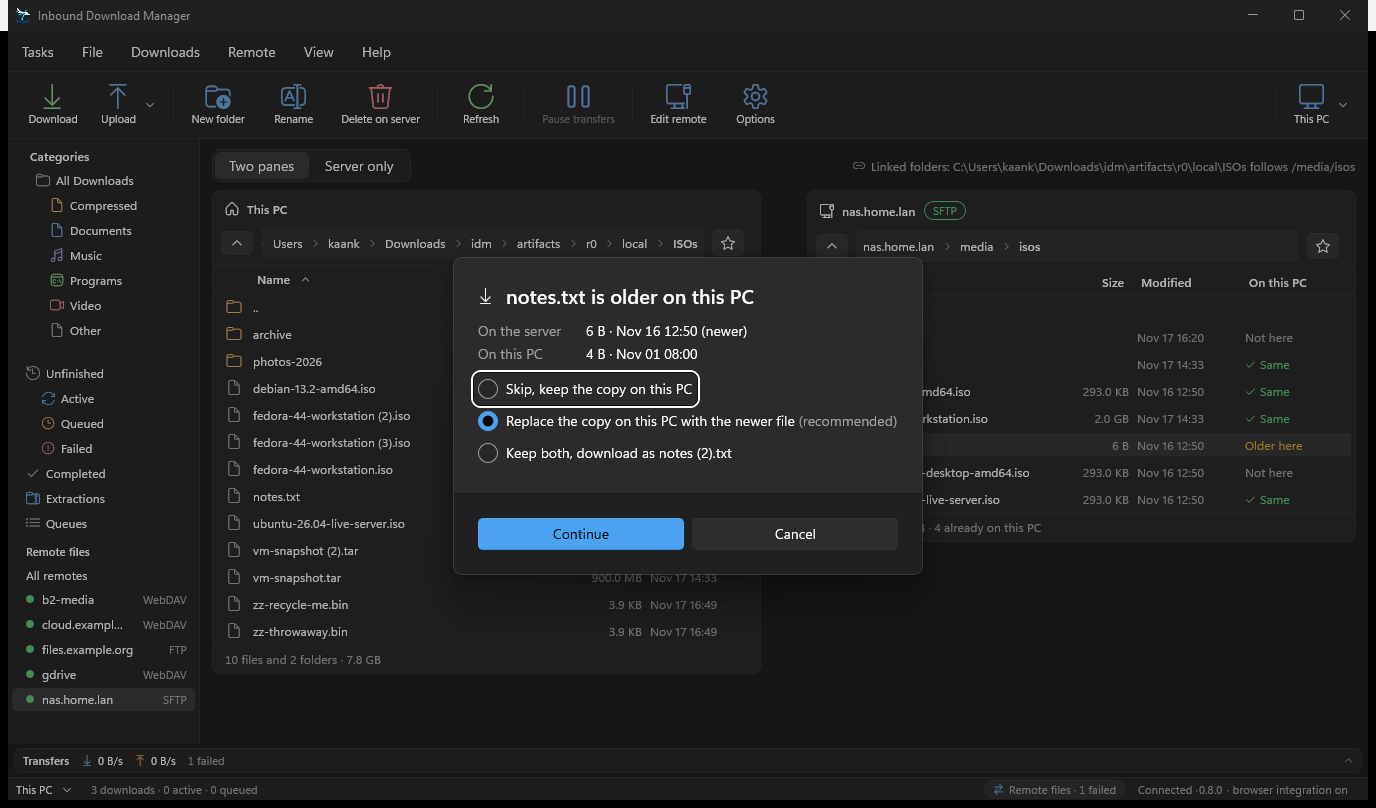 Inbound Download Manager
Tasks File Downloads Remote View Help
Download Upload New folder Rename Delete on server Refresh Pause transfers Edit remote Options This PC
Categories
All Downloads
Compressed
Documents
Music
Programs
Video
Other
Unfinished
Active
Queued
Failed
Completed
Extractions
Queues
Remote files
All remotes
b2-media WebDAV
cloud.exampl... WebDAV
files.example.org FTP
gdrive WebDAV
nas.home.lan SFTP
Two panes Server only
Linked folders: C:\Users\kaank\Downloads\idm\artifacts\r0\local\ISOs follows /media/isos
This PC
Users > kaank > Downloads > idm > artifacts > r0 > local > ISOs
Name
..
archive
photos-2026
debian-13.2-amd64.iso
fedora-44-workstation (2).iso
fedora-44-workstation (3).iso
fedora-44-workstation.iso
notes.txt
ubuntu-26.04-live-server.iso
vm-snapshot (2).tar
vm-snapshot.tar 900.0 MB Nov 17 14:33
zz-recycle-me.bin 3.9 KB Nov 17 16:49
zz-throwaway.bin 3.9 KB Nov 17 16:49
10 files and 2 folders · 7.8 GB
notes.txt is older on this PC
On the server 6 B · Nov 16 12:50 (newer)
On this PC 4 B · Nov 01 08:00
Skip, keep the copy on this PC
Replace the copy on this PC with the newer file (recommended)
Keep both, download as notes (2).txt
Continue Cancel
nas.home.lan SFTP
nas.home.lan > media > isos
Size Modified On this PC
Nov 17 16:20 Not here
Nov 17 14:33 Same
md64.iso 293.0 KB Nov 16 12:50 Same
rkstation.iso 2.0 GB Nov 17 14:33 Same
6 B Nov 16 12:50 Older here
-desktop-amd64.iso 293.0 KB Nov 16 12:50 Not here
-live-server.iso 293.0 KB Nov 16 12:50 Same
· 4 already on this PC
Transfers 0 B/s 0 B/s 1 failed
This PC 3 downloads · 0 active · 0 queued
Remote files · 1 failed Connected ·0.8.0 · browser integration on